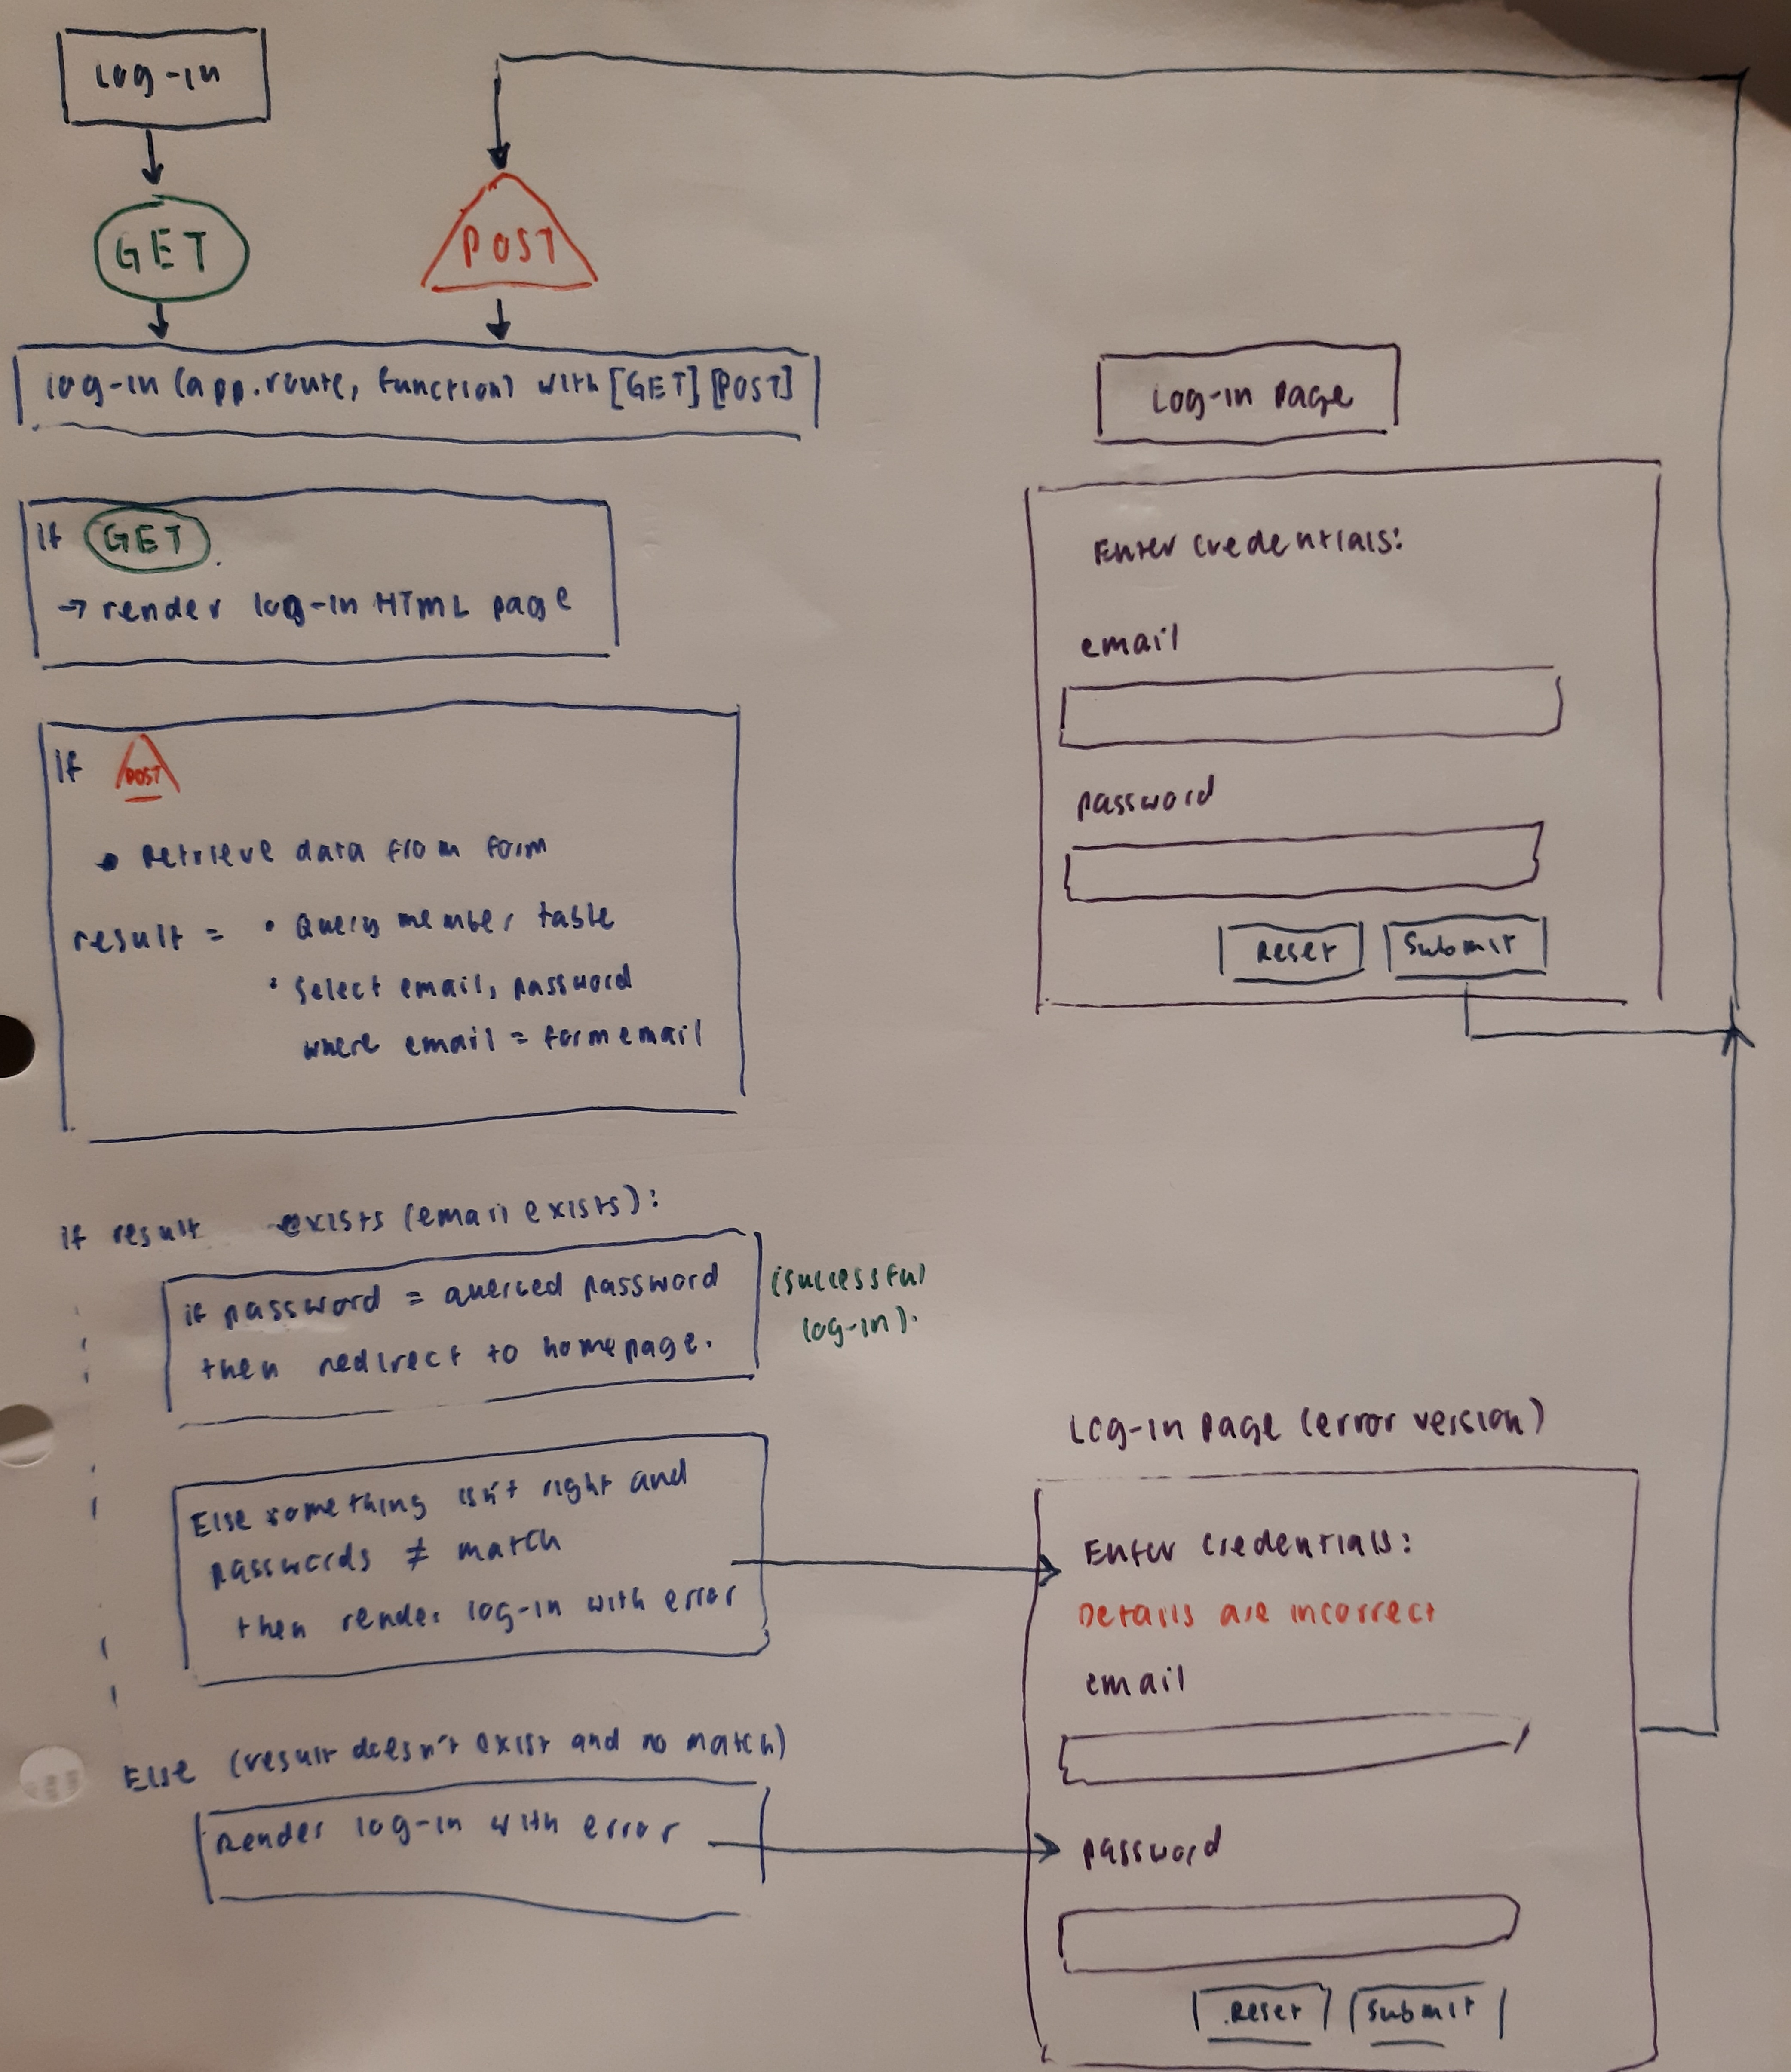 Log-in
GET
POST
log-in (app.route, function) with [GET] [POST]
if GET.
→ render log-in HTML page
if POST
• Retrieve data from form
result = • Query member table
• Select email, password
where email = form email
if result exists (email exists):
if password = queried password
then redirect to homepage.
(successful
log-in).
Else something isn't right and
passwords ≠ match
then render log-in with error
Else (result doesn't exist and no match)
Render log-in with error
Log-in page
Enter credentials:
email
password
Reset
Submit
Log-in page (error version)
Enter credentials:
Details are incorrect
email
password
Reset
Submit